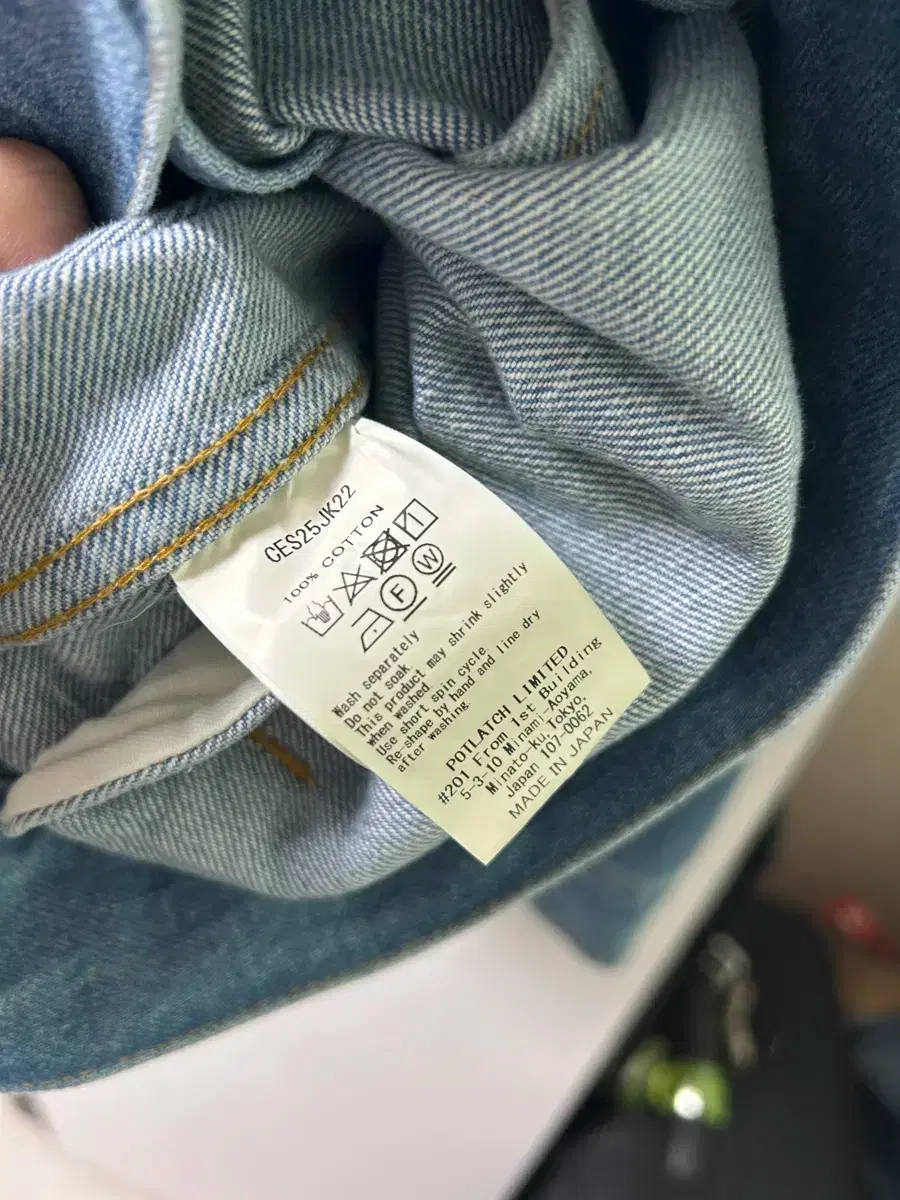 CES25JK22
100% COTTON
F W
Wash separately
Do not soak.
This product may shrink slightly
when washed.
Use short spin cycle.
Re-shape by hand and line dry
after washing.
POTLATCH LIMITED
#201 From 1st Building
5-3-10 Minami-Aoyama,
Minato-ku, Tokyo,
Japan 107-0062
MADE IN JAPAN